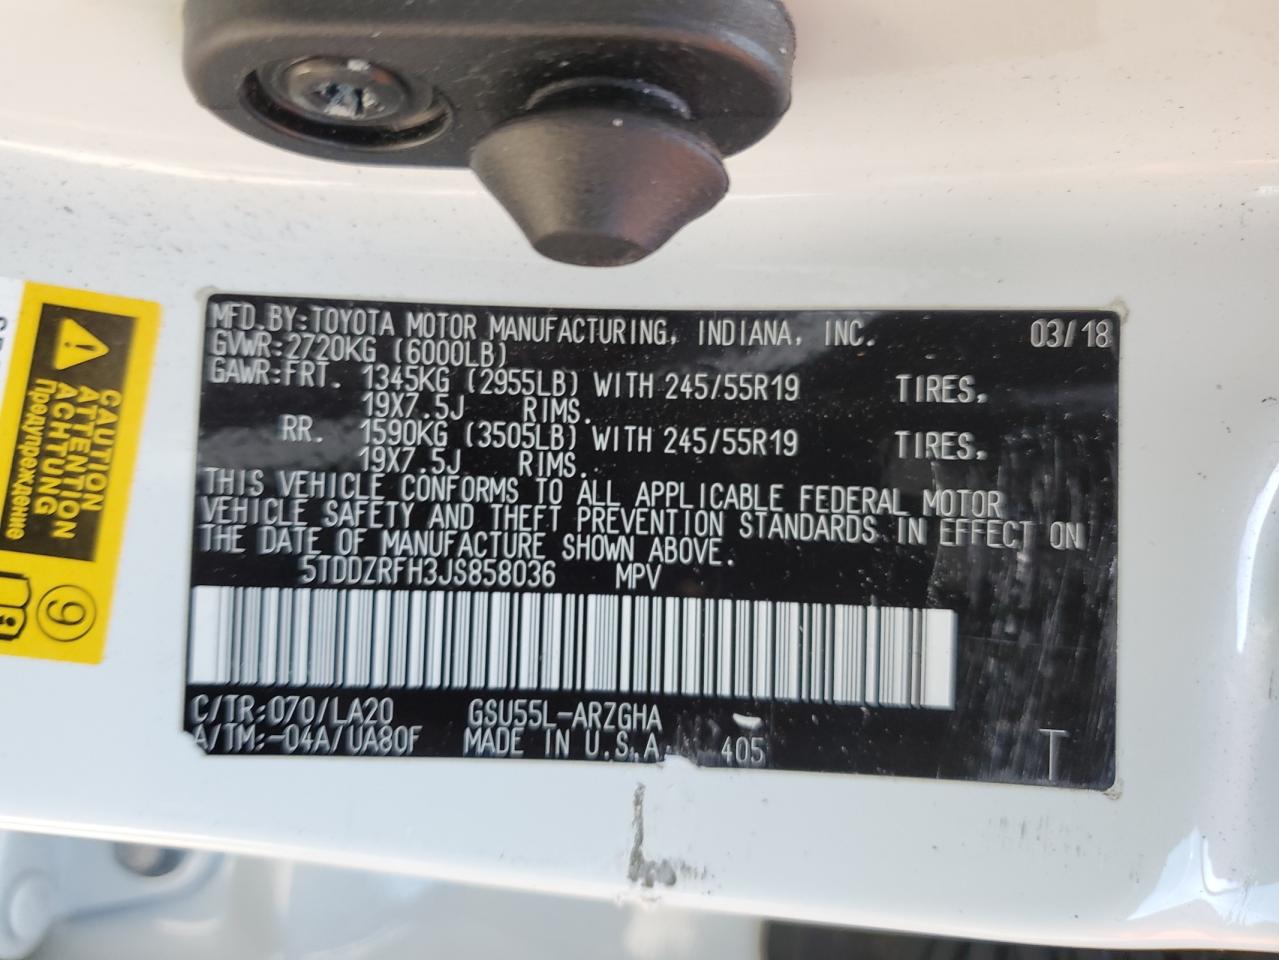 MFD.BY:TOYOTA MOTOR MANUFACTURING, INDIANA, INC. 03/18
GVWR:2720KG (6000LB)
GAWR:FRT. 1345KG (2955LB) WITH 245/55R19 TIRES,
19X7.5J RIMS.
RR. 1590KG (3505LB) WITH 245/55R19 TIRES,
19X7.5J RIMS.
THIS VEHICLE CONFORMS TO ALL APPLICABLE FEDERAL MOTOR
VEHICLE SAFETY AND THEFT PREVENTION STANDARDS IN EFFECT ON
THE DATE OF MANUFACTURE SHOWN ABOVE.
5TDDZRFH3JS858036 MPV
C/TR:070/LA20 GSU55L-ARZGHA
A/TM:-04A/UA80F MADE IN U.S.A. 405 T
CAUTION
ATTENTION
ACHTUNG
Предупреждение
9